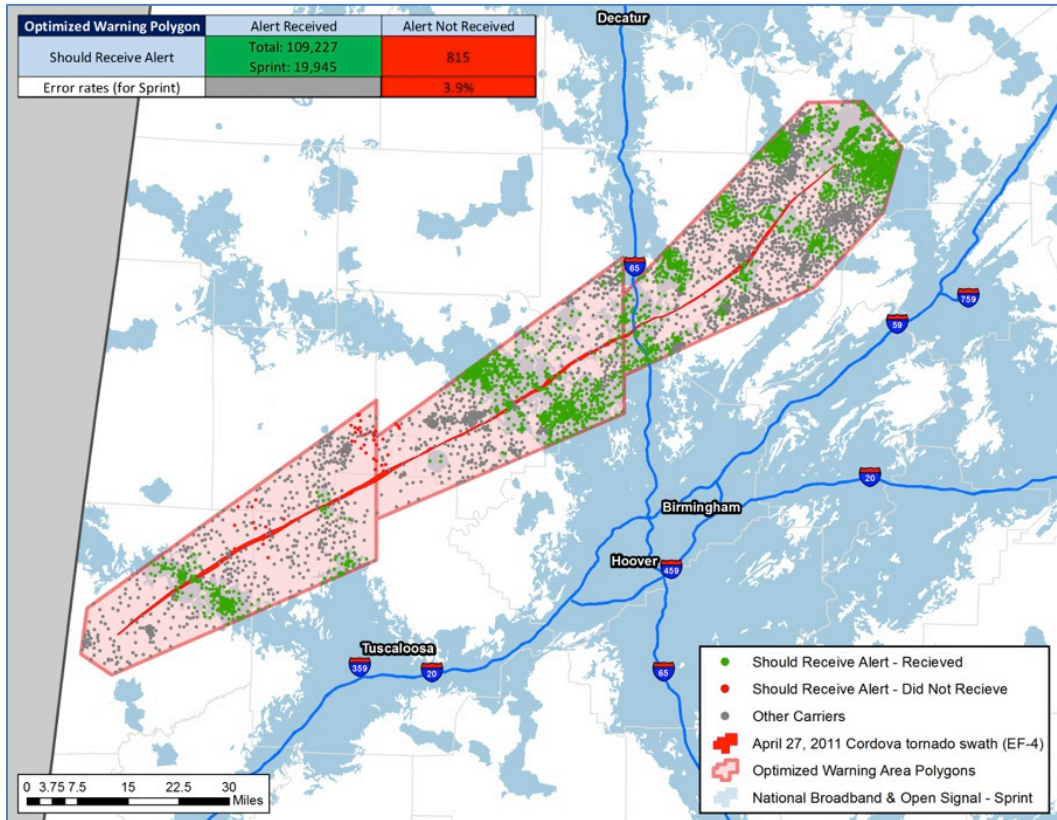 Optimized Warning Polygon Alert Received Alert Not Received
Should Receive Alert Total: 109,227 815
Sprint: 19,945
Error rates (for Sprint) 3.9%
Decatur
65
759
59
20
Birmingham
Hoover
459
Tuscaloosa
359
20
65
Should Receive Alert - Recieved
Should Receive Alert - Did Not Recieve
Other Carriers
April 27, 2011 Cordova tornado swath (EF-4)
Optimized Warning Area Polygons
National Broadband & Open Signal - Sprint
0 3.75 7.5 15 22.5 30
Miles